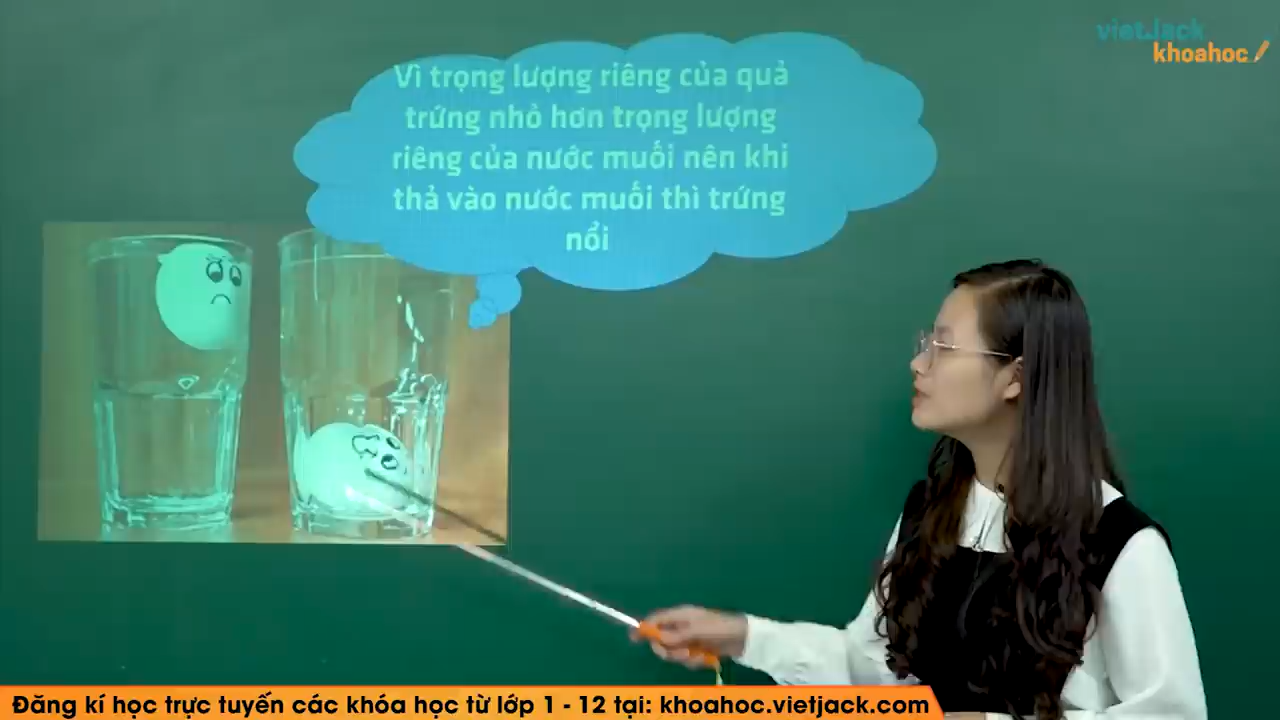 vietJack
khoahoc
Vì trọng lượng riêng của quả
trứng nhỏ hơn trọng lượng
riêng của nước muối nên khi
thả vào nước muối thì trứng
nổi
Đăng kí học trực tuyến các khóa học từ lớp 1 - 12 tại: khoahoc.vietjack.com